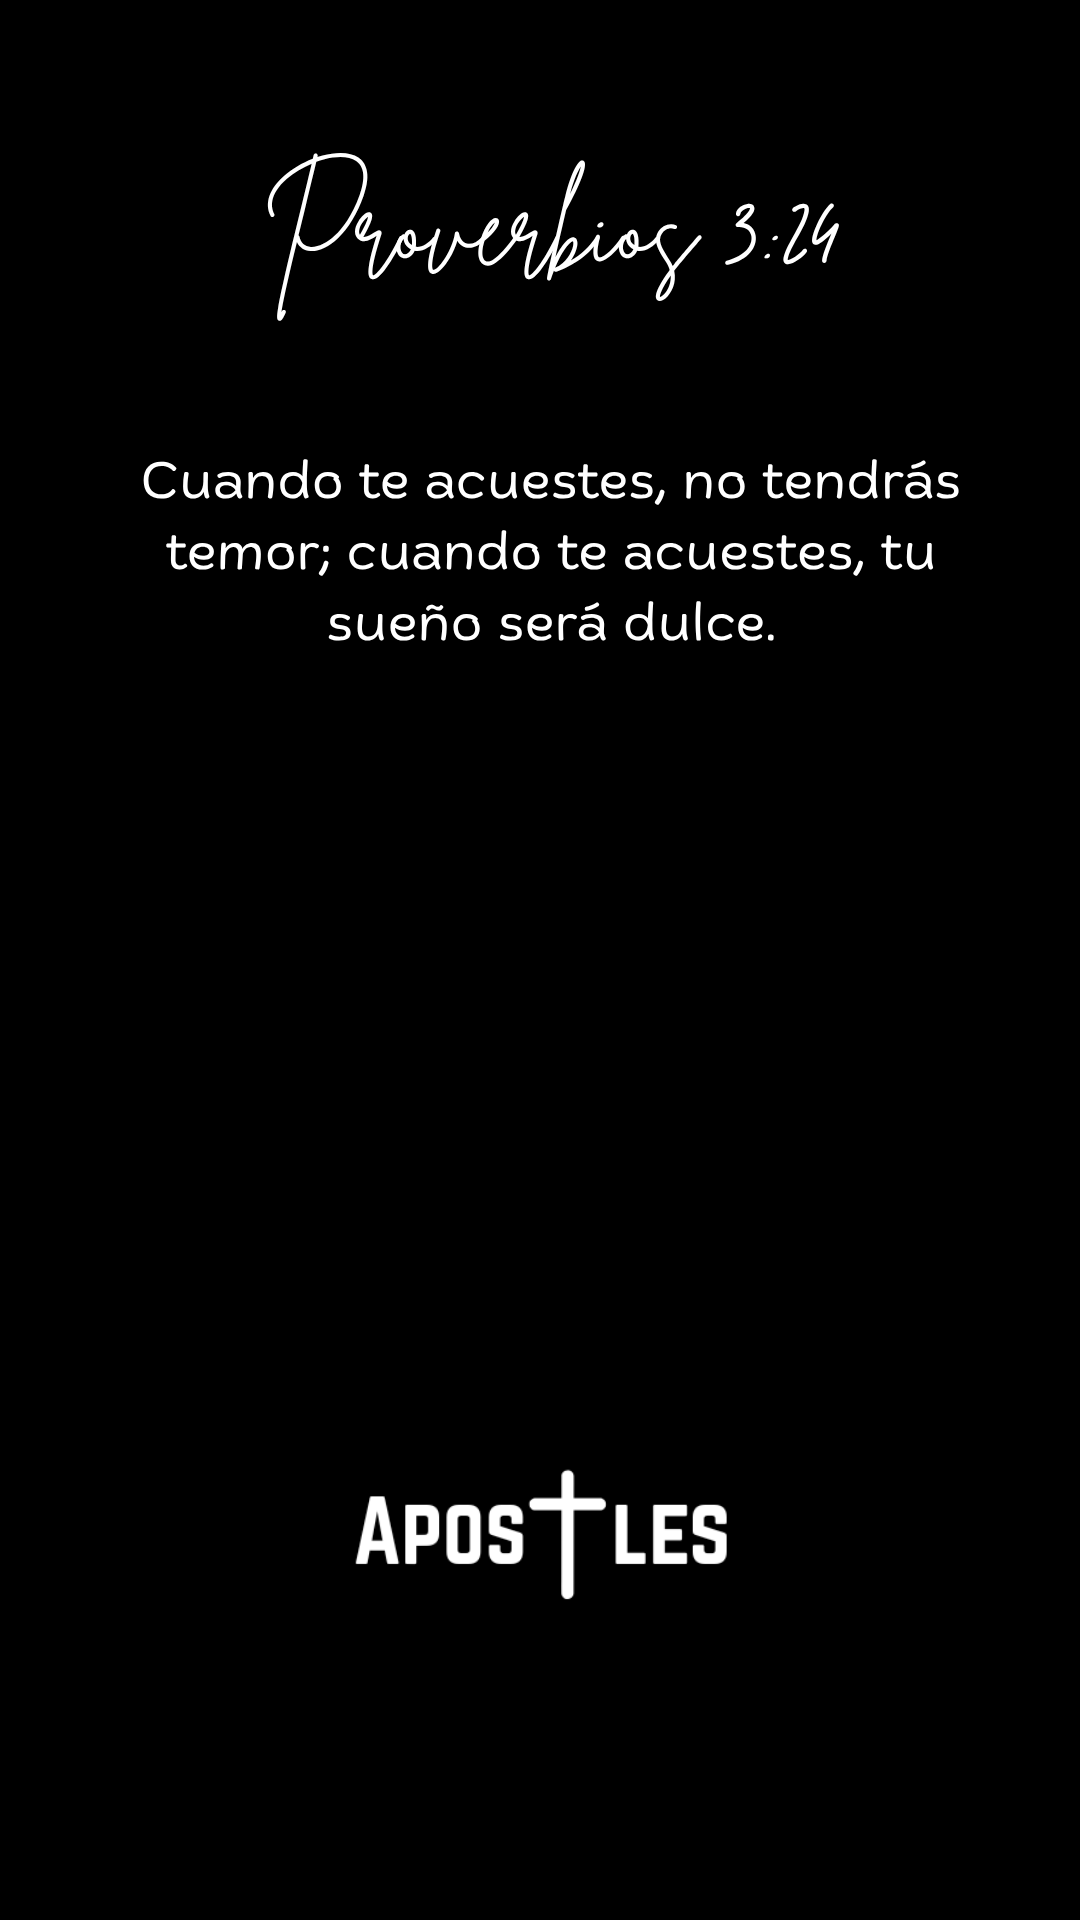 Proverbios 3:24
Cuando te acuestes, no tendrás
temor; cuando te acuestes, tu
sueño será dulce.
APOSTLES